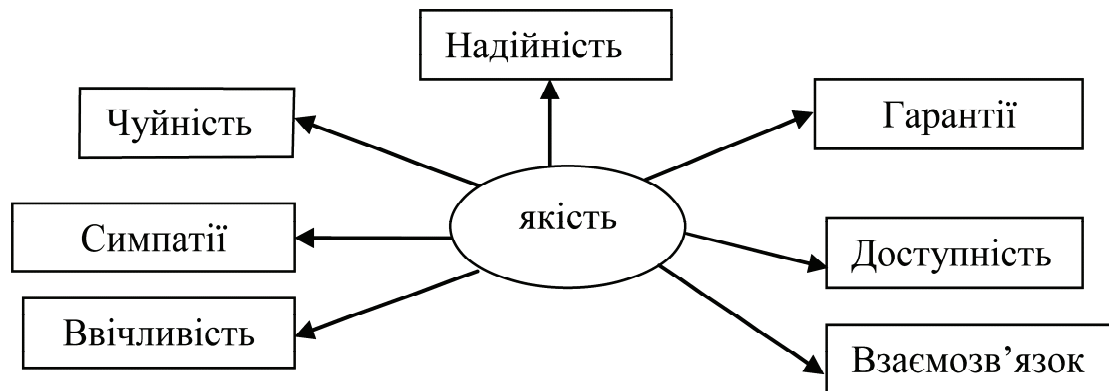 Надійність
Чуйність
Гарантії
якість
Симпатії
Доступність
Ввічливість
Взаємозв’язок